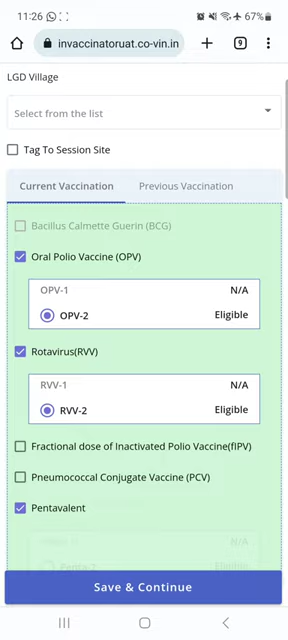 11:26
67%
invaccinatoruat.co-vin.in
9
LGD Village
Select from the list
Tag To Session Site
Current Vaccination
Previous Vaccination
Bacillus Calmette Guerin (BCG)
Oral Polio Vaccine (OPV)
OPV-1 N/A
OPV-2 Eligible
Rotavirus(RVV)
RVV-1 N/A
RVV-2 Eligible
Fractional dose of Inactivated Polio Vaccine(fIPV)
Pneumococcal Conjugate Vaccine (PCV)
Pentavalent
N/A
Penta-2 Eligible
Save & Continue